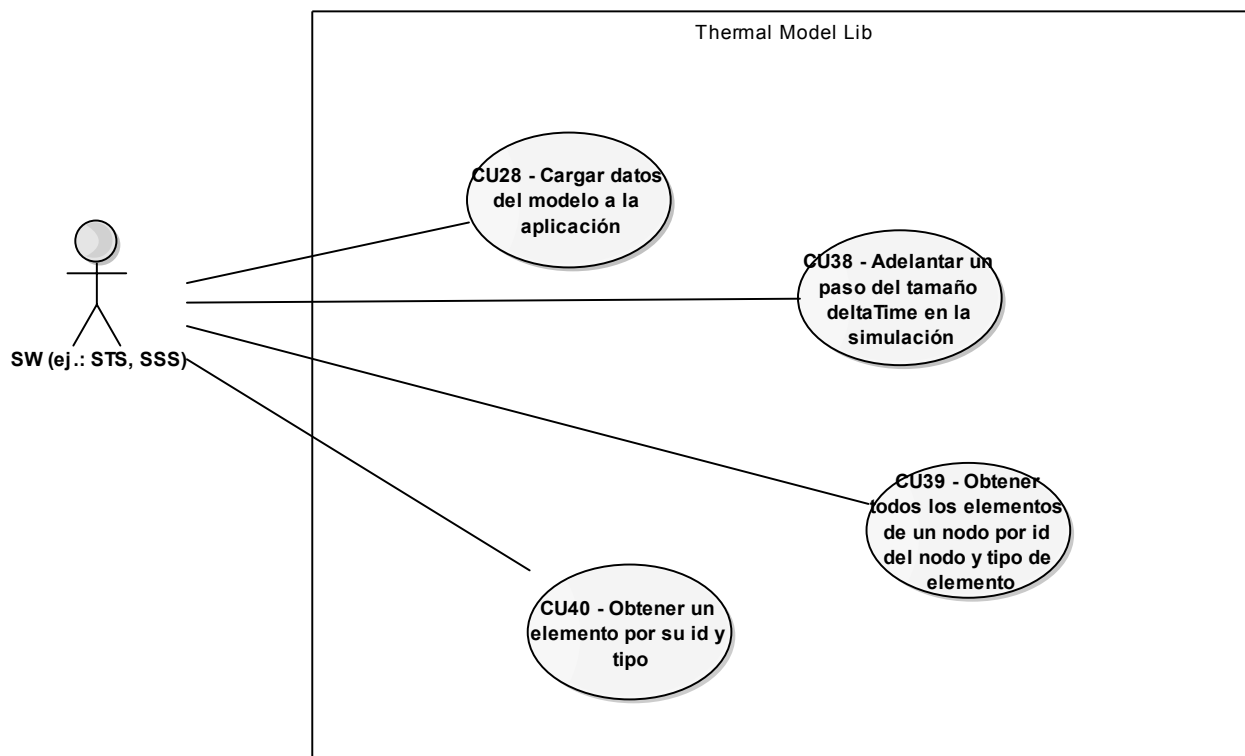 Thermal Model Lib
CU28 - Cargar datos
del modelo a la
aplicación
CU38 - Adelantar un
paso del tamaño
deltaTime en la
simulación
SW (ej.: STS, SSS)
CU39 - Obtener
todos los elementos
de un nodo por id
del nodo y tipo de
elemento
CU40 - Obtener un
elemento por su id y
tipo